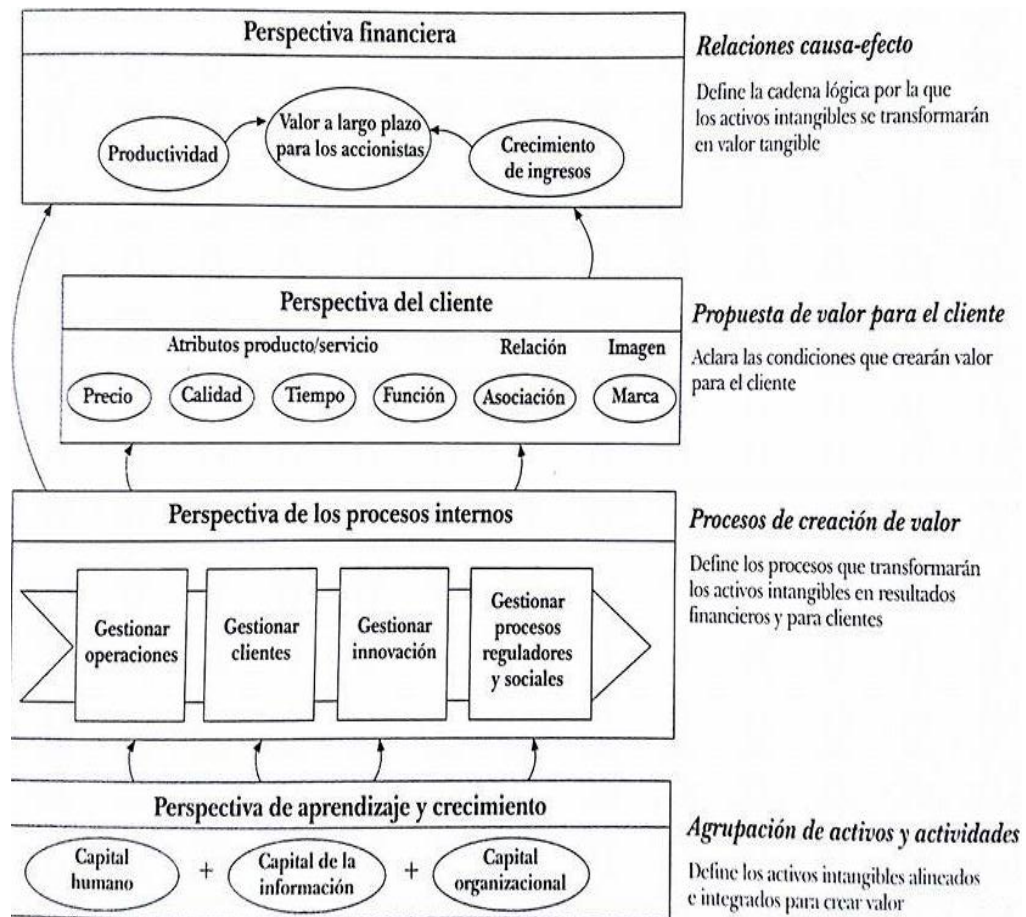 Perspectiva financiera
Productividad
Valor a largo plazo
para los accionistas
Crecimiento
de ingresos
Relaciones causa-efecto
Define la cadena lógica por la que
los activos intangibles se transformarán
en valor tangible
Perspectiva del cliente
Atributos producto/servicio
Relación
Imagen
Precio
Calidad
Tiempo
Función
Asociación
Marca
Propuesta de valor para el cliente
Aclara las condiciones que crearán valor
para el cliente
Perspectiva de los procesos internos
Gestionar
operaciones
Gestionar
clientes
Gestionar
innovación
Gestionar
procesos
reguladores
y sociales
Procesos de creación de valor
Define los procesos que transformarán
los activos intangibles en resultados
financieros y para clientes
Perspectiva de aprendizaje y crecimiento
Capital
humano
+
Capital de la
información
+
Capital
organizacional
Agrupación de activos y actividades
Define los activos intangibles alineados
e integrados para crear valor